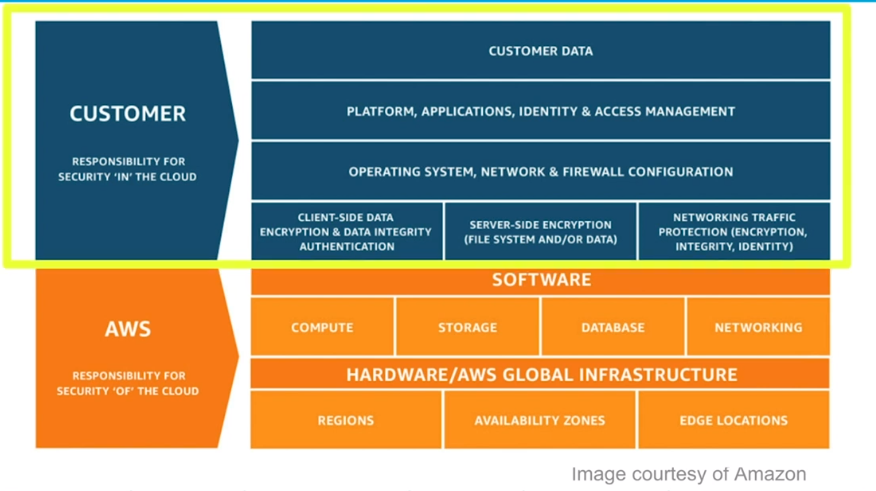 CUSTOMER
RESPONSIBILITY FOR
SECURITY ‘IN’ THE CLOUD
CUSTOMER DATA
PLATFORM, APPLICATIONS, IDENTITY & ACCESS MANAGEMENT
OPERATING SYSTEM, NETWORK & FIREWALL CONFIGURATION
CLIENT-SIDE DATA
ENCRYPTION & DATA INTEGRITY
AUTHENTICATION
SERVER-SIDE ENCRYPTION
(FILE SYSTEM AND/OR DATA)
NETWORKING TRAFFIC
PROTECTION (ENCRYPTION,
INTEGRITY, IDENTITY)
AWS
RESPONSIBILITY FOR
SECURITY ‘OF’ THE CLOUD
SOFTWARE
COMPUTE
STORAGE
DATABASE
NETWORKING
HARDWARE/AWS GLOBAL INFRASTRUCTURE
REGIONS
AVAILABILITY ZONES
EDGE LOCATIONS
Image courtesy of Amazon